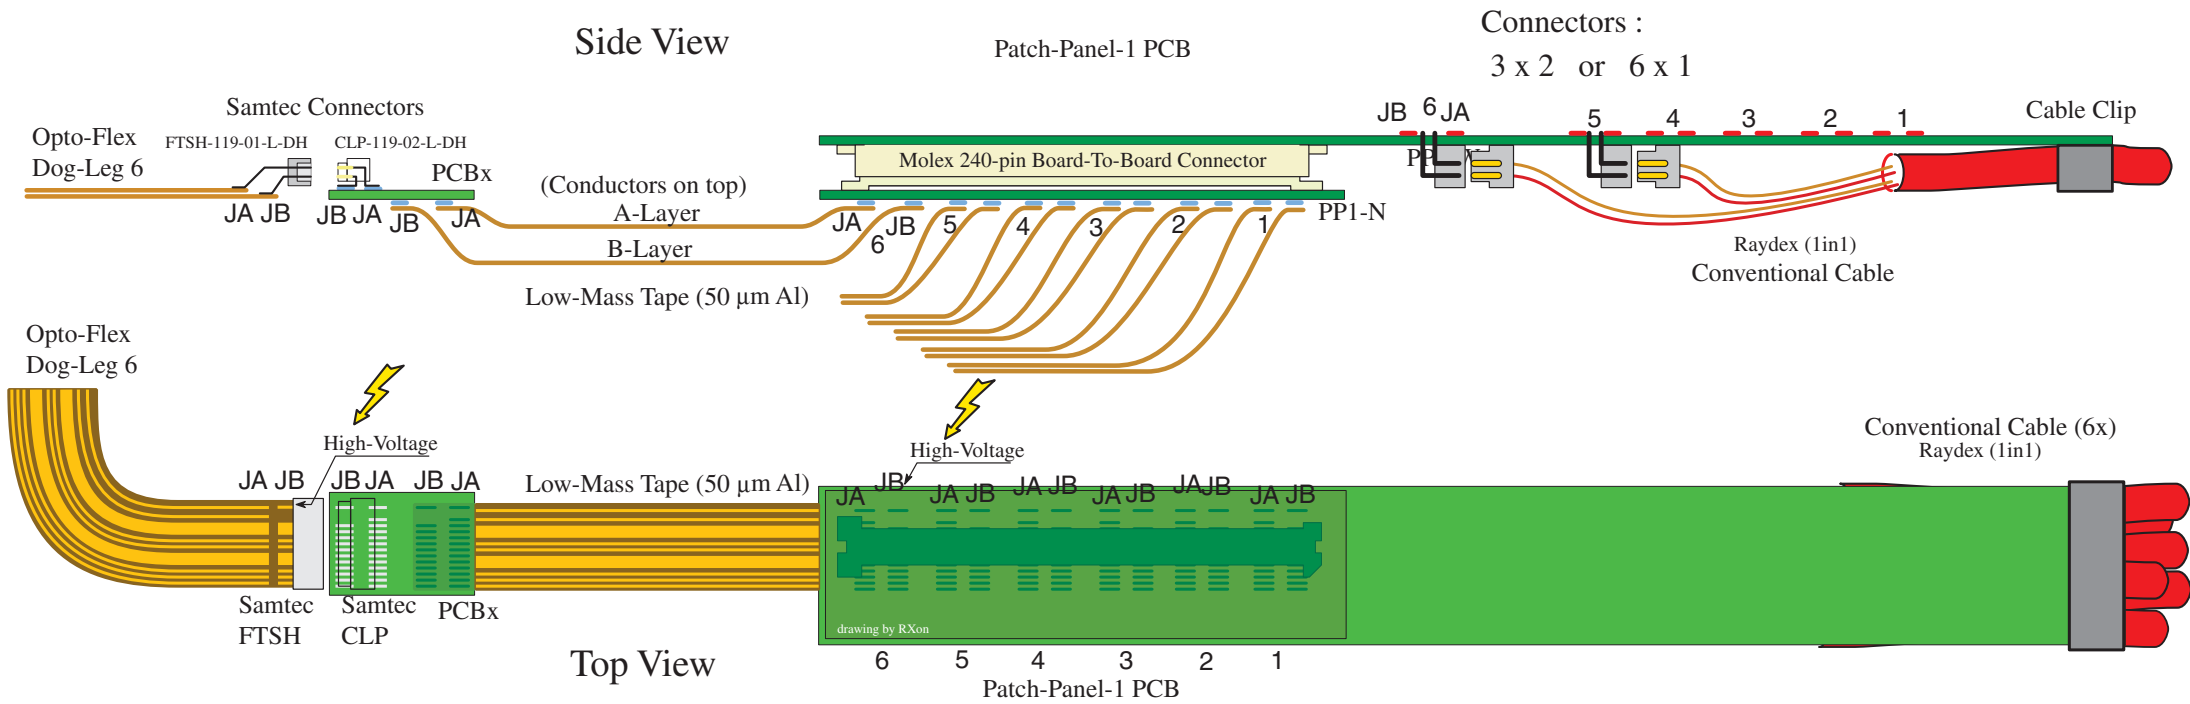 Side View
Patch-Panel-1 PCB
Connectors :
3 x 2 or 6 x 1
Samtec Connectors
FTSH-119-01-L-DH
CLP-119-02-L-DH
Opto-Flex
Dog-Leg 6
JA JB
JB JA
JB
JA
PCBx
(Conductors on top)
A-Layer
B-Layer
Low-Mass Tape (50 µm Al)
Molex 240-pin Board-To-Board Connector
JA
6
JB
5
4
3
2
1
PP1-N
JB 6 JA
5
4
3
2
1
Cable Clip
Raydex (1in1)
Conventional Cable
Opto-Flex
Dog-Leg 6
High-Voltage
JA JB
JB JA
JB JA
Low-Mass Tape (50 µm Al)
High-Voltage
JA JB
JA JB
JA JB
JA JB
JA JB
JA JB
Conventional Cable (6x)
Raydex (1in1)
Samtec
FTSH
Samtec
CLP
PCBx
drawing by RXon
Top View
6 5 4 3 2 1
Patch-Panel-1 PCB